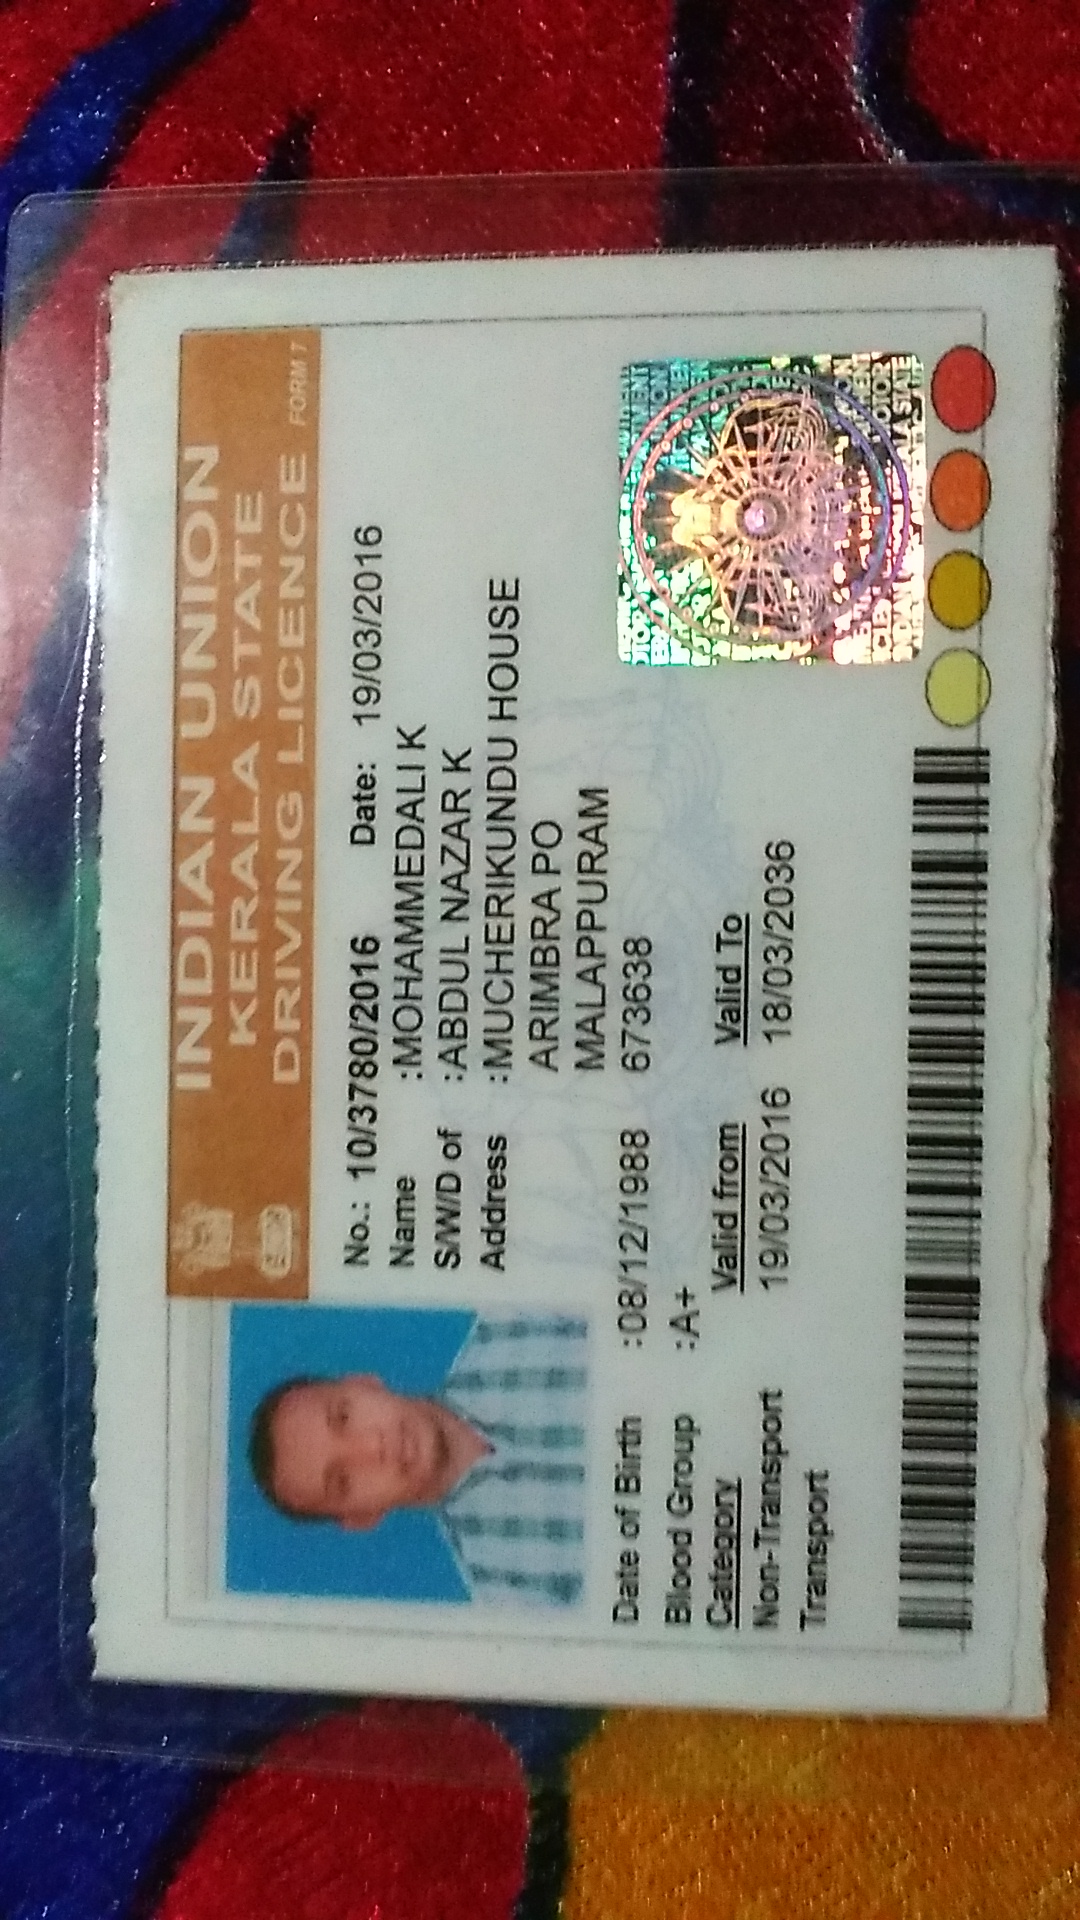 INDIAN UNION
KERALA STATE
DRIVING LICENCE FORM 7
No.: 10/3780/2016 Date: 19/03/2016
Name :MOHAMMEDALI K
S/W/D of :ABDUL NAZAR K
Address :MUCHERIKUNDU HOUSE
ARIMBRA PO
MALAPPURAM
673638
Date of Birth :08/12/1988
Blood Group :A+
Category Valid from Valid To
Non-Transport 19/03/2016 18/03/2036
Transport